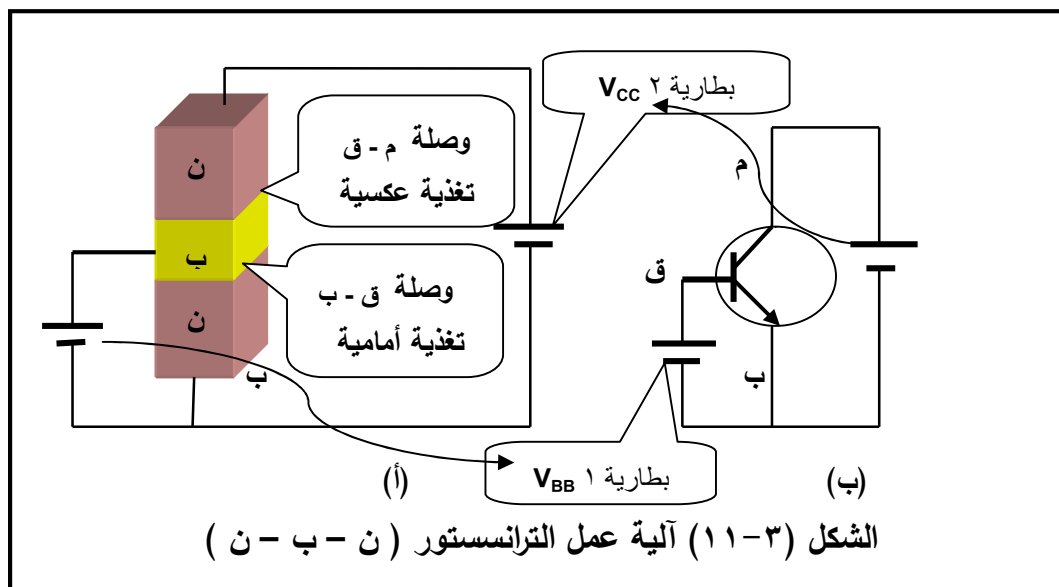 بطارية ٢ VCC
وصلة م - ق
تغذية عكسية
ن
م
ب
ق
وصلة ق - ب
تغذية أمامية
ن
ب
ب
بطارية ١ VBB
(أ)
(ب)
الشكل (٣-١١) آلية عمل الترانسستور ( ن – ب – ن )